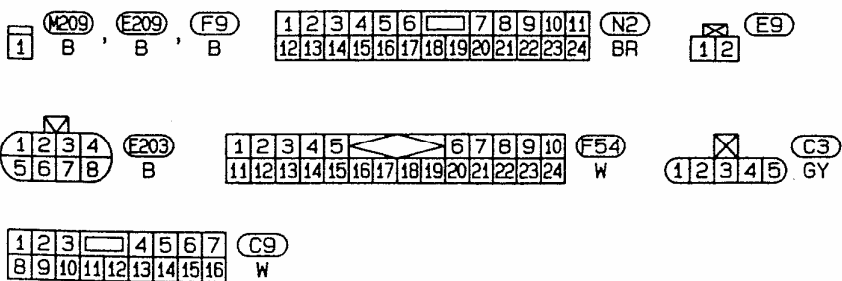 M209 , E209 , F9
1
B B B
1 2 3 4 5 6 7 8 9 10 11
12 13 14 15 16 17 18 19 20 21 22 23 24
N2
BR
1 2
E9
1 2 3 4
5 6 7 8
E203
B
1 2 3 4 5 6 7 8 9 10
11 12 13 14 15 16 17 18 19 20 21 22 23 24
F54
W
1 2 3 4 5
C3
GY
1 2 3 4 5 6 7
8 9 10 11 12 13 14 15 16
C9
W